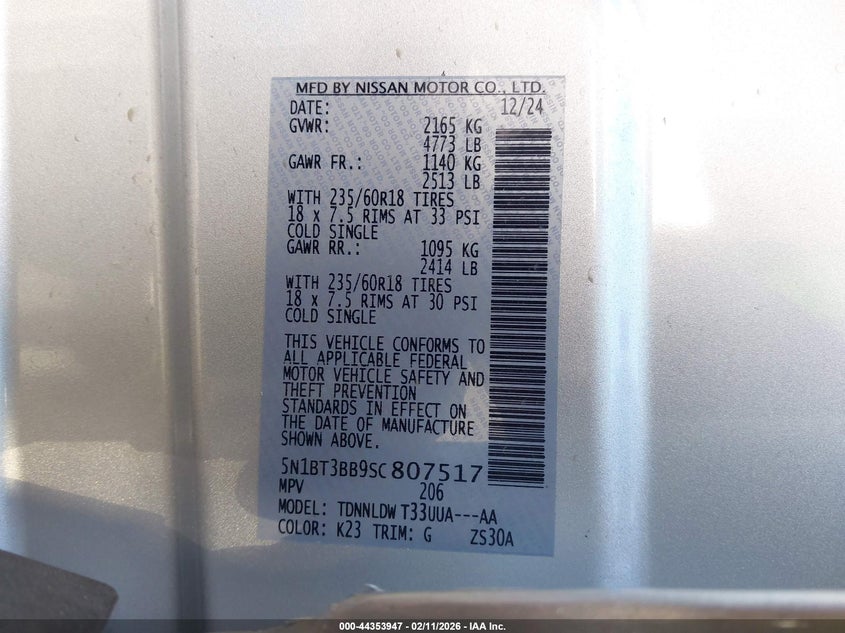 MFD BY NISSAN MOTOR CO., LTD.
DATE: 12/24
GVWR: 2165 KG
4773 LB
GAWR FR.: 1140 KG
2513 LB
WITH 235/60R18 TIRES
18 x 7.5 RIMS AT 33 PSI
COLD SINGLE
GAWR RR.: 1095 KG
2414 LB
WITH 235/60R18 TIRES
18 x 7.5 RIMS AT 30 PSI
COLD SINGLE
THIS VEHICLE CONFORMS TO
ALL APPLICABLE FEDERAL
MOTOR VEHICLE SAFETY AND
THEFT PREVENTION
STANDARDS IN EFFECT ON
THE DATE OF MANUFACTURE
SHOWN ABOVE.
5N1BT3BB9SC807517
MPV 206
MODEL: TDNNLDW T33UUA---AA
COLOR: K23 TRIM: G ZS30A
000-44353947 - 02/11/2026 - IAA Inc.